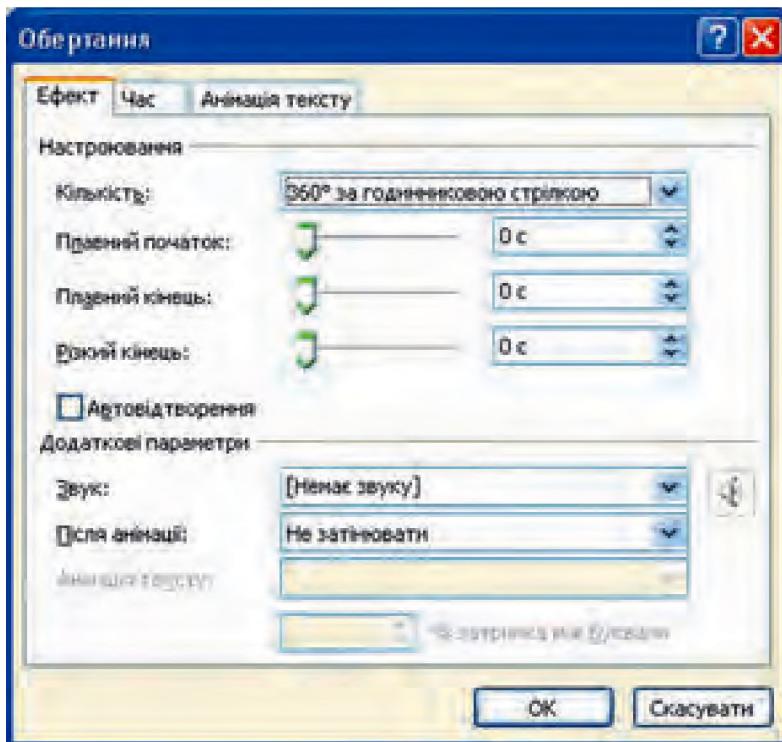 Обертання
Ефект Час Анімація тексту
Настроювання
Кількість: 360° за годинниковою стрілкою
Плавний початок: 0 с
Плавний кінець: 0 с
Різкий кінець: 0 с
Автовідтворення
Додаткові параметри
Звук: [Немає звуку]
Після анімації: Не затінювати
Анімація тексту:
% затримка між буквами
ОК Скасувати